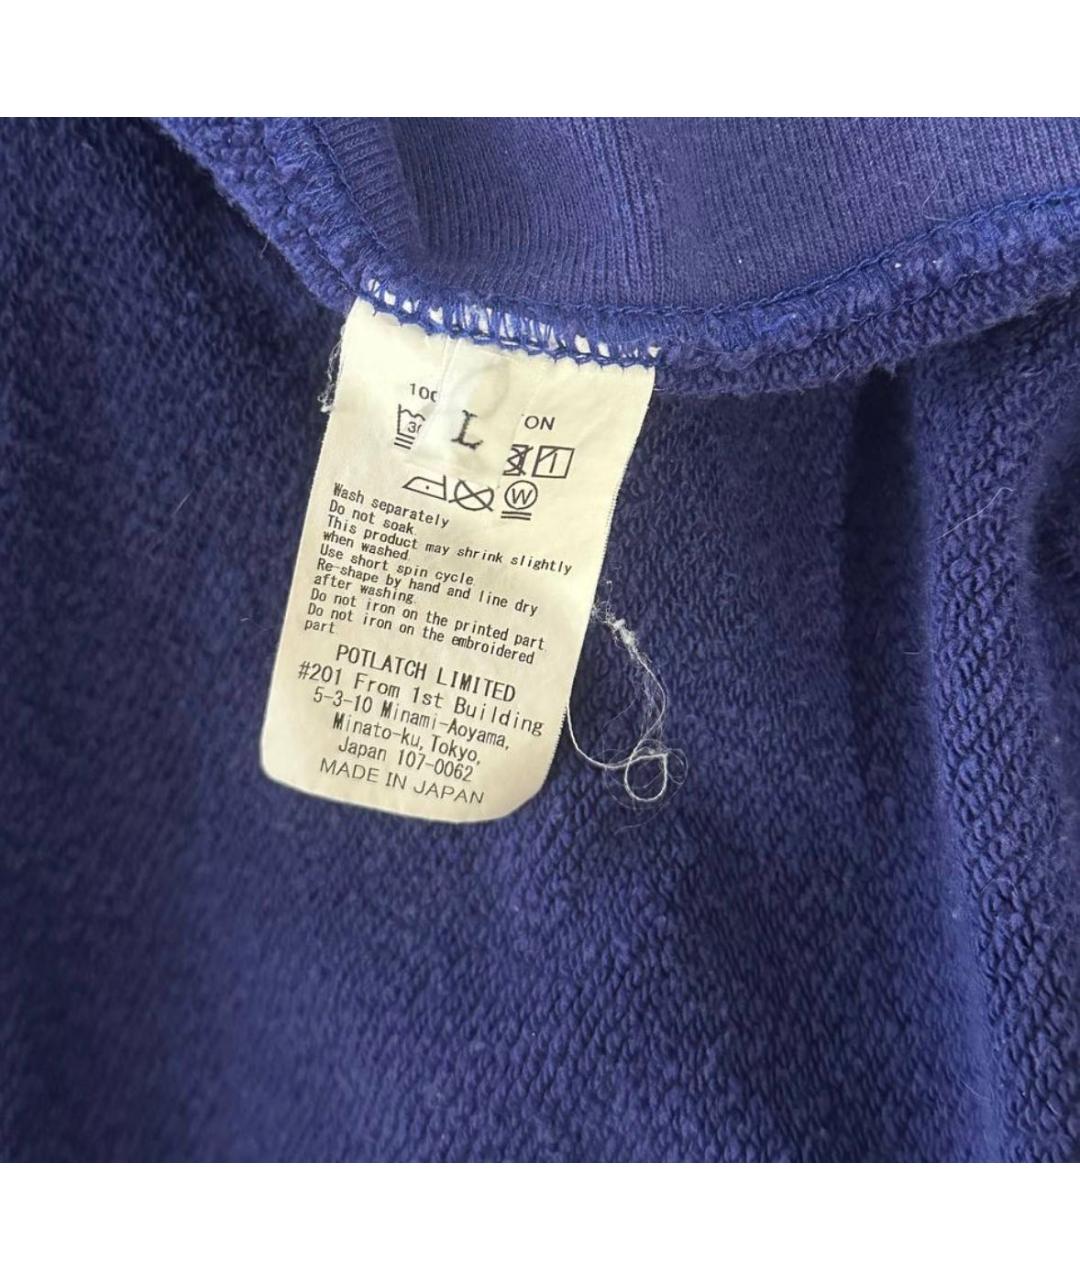 100 ON
30 L
W
Wash separately
Do not soak.
This product may shrink slightly
when washed.
Use short spin cycle.
Re-shape by hand and line dry
after washing.
Do not iron on the printed part.
Do not iron on the embroidered
part.
POTLATCH LIMITED
#201 From 1st Building
5-3-10 Minami-Aoyama,
Minato-ku, Tokyo,
Japan 107-0062
MADE IN JAPAN